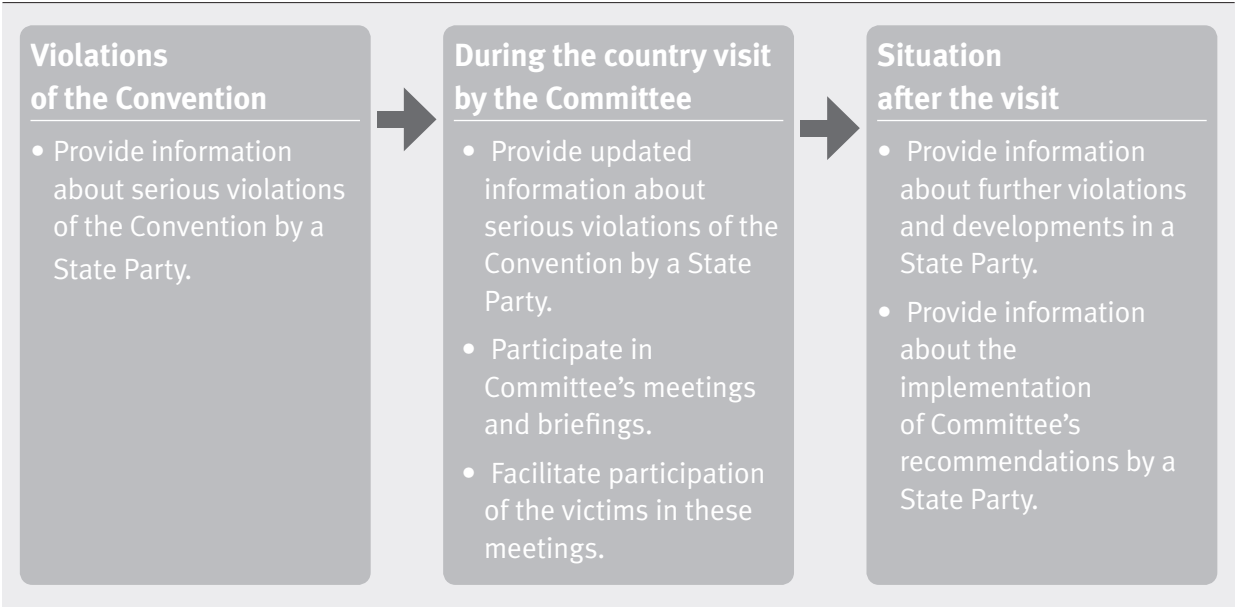 Violations
of the Convention
• Provide information
about serious violations
of the Convention by a
State Party.
During the country visit
by the Committee
• Provide updated
information about
serious violations of the
Convention by a State
Party.
• Participate in
Committee's meetings
and briefings.
• Facilitate participation
of the victims in these
meetings.
Situation
after the visit
• Provide information
about further violations
and developments in a
State Party.
• Provide information
about the
implementation
of Committee's
recommendations by a
State Party.